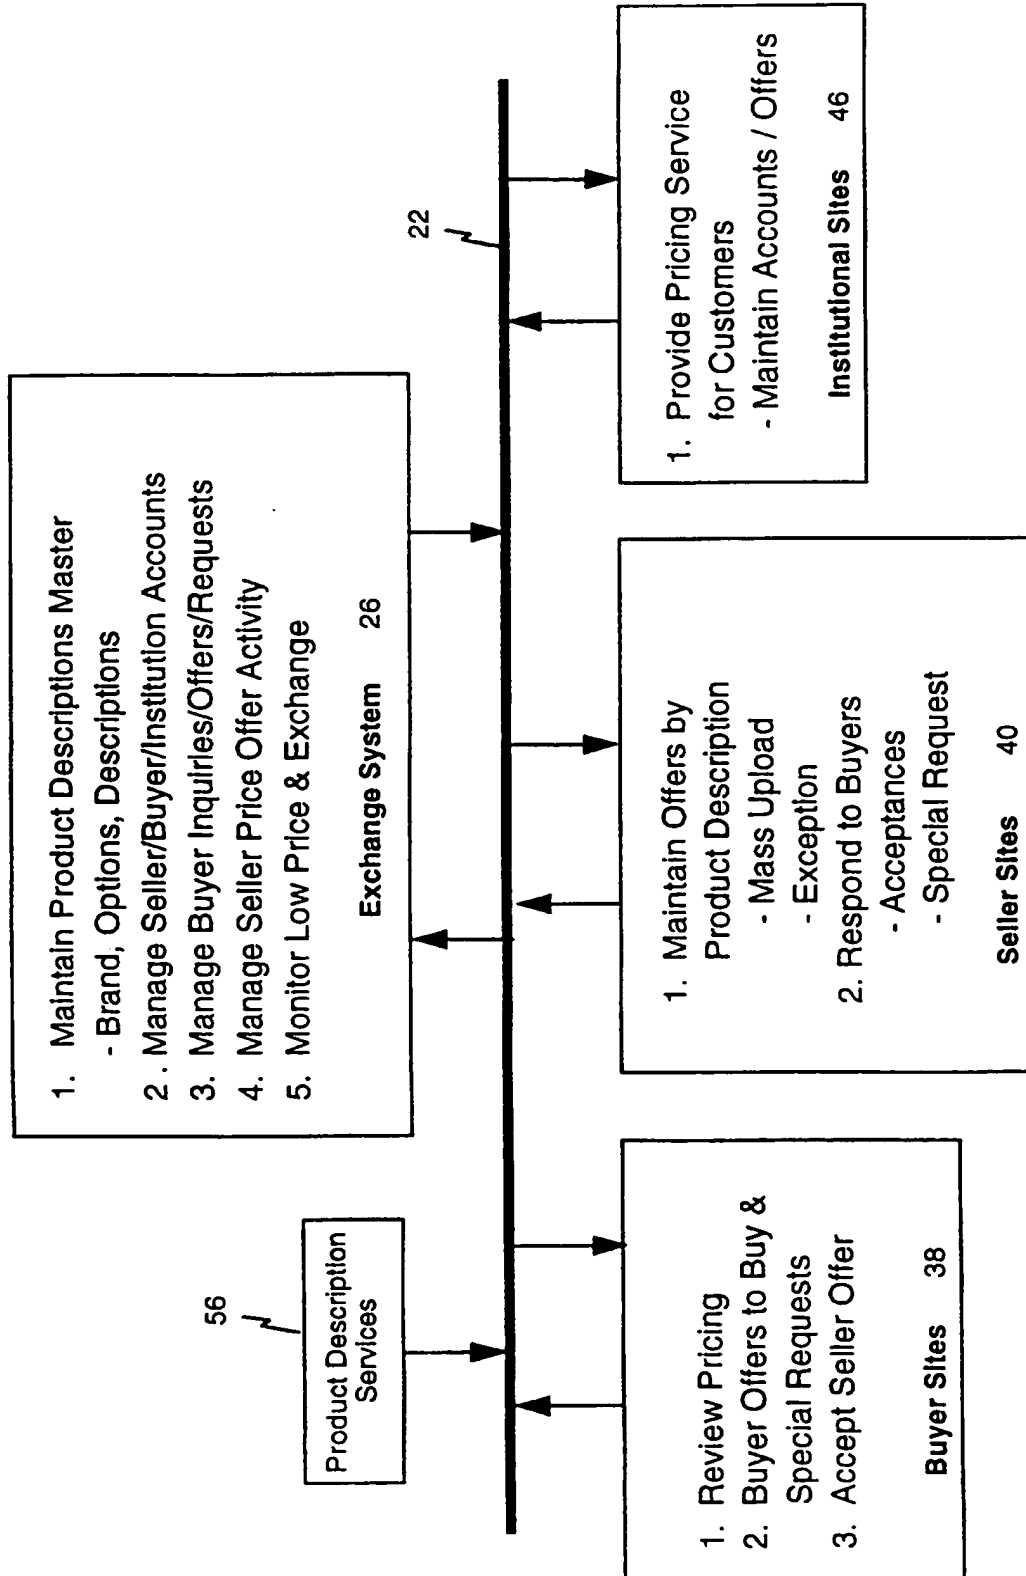 56
Product Description
Services
1. Maintain Product Descriptions Master
- Brand, Options, Descriptions
2. Manage Seller/Buyer/Institution Accounts
3. Manage Buyer Inquiries/Offers/Requests
4. Manage Seller Price Offer Activity
5. Monitor Low Price & Exchange
Exchange System 26
22
1. Review Pricing
2. Buyer Offers to Buy &
Special Requests
3. Accept Seller Offer
Buyer Sites 38
1. Maintain Offers by
Product Description
- Mass Upload
- Exception
2. Respond to Buyers
- Acceptances
- Special Request
Seller Sites 40
1. Provide Pricing Service
for Customers
- Maintain Accounts / Offers
Institutional Sites 46